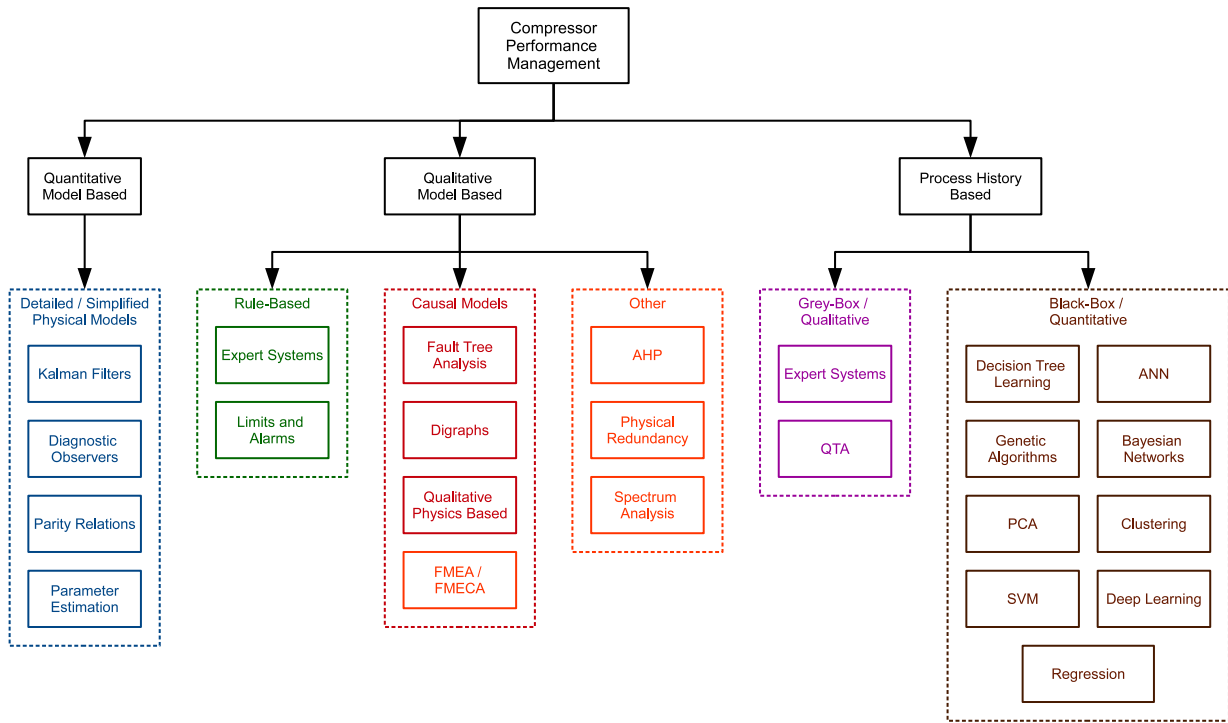 Compressor
Performance
Management
Quantitative
Model Based
Qualitative
Model Based
Process History
Based
Detailed / Simplified
Physical Models
Kalman Filters
Diagnostic
Observers
Parity Relations
Parameter
Estimation
Rule-Based
Expert Systems
Limits and
Alarms
Causal Models
Fault Tree
Analysis
Digraphs
Qualitative
Physics Based
FMEA /
FMECA
Other
AHP
Physical
Redundancy
Spectrum
Analysis
Grey-Box /
Qualitative
Expert Systems
QTA
Black-Box /
Quantitative
Decision Tree
Learning
ANN
Genetic
Algorithms
Bayesian
Networks
PCA
Clustering
SVM
Deep Learning
Regression